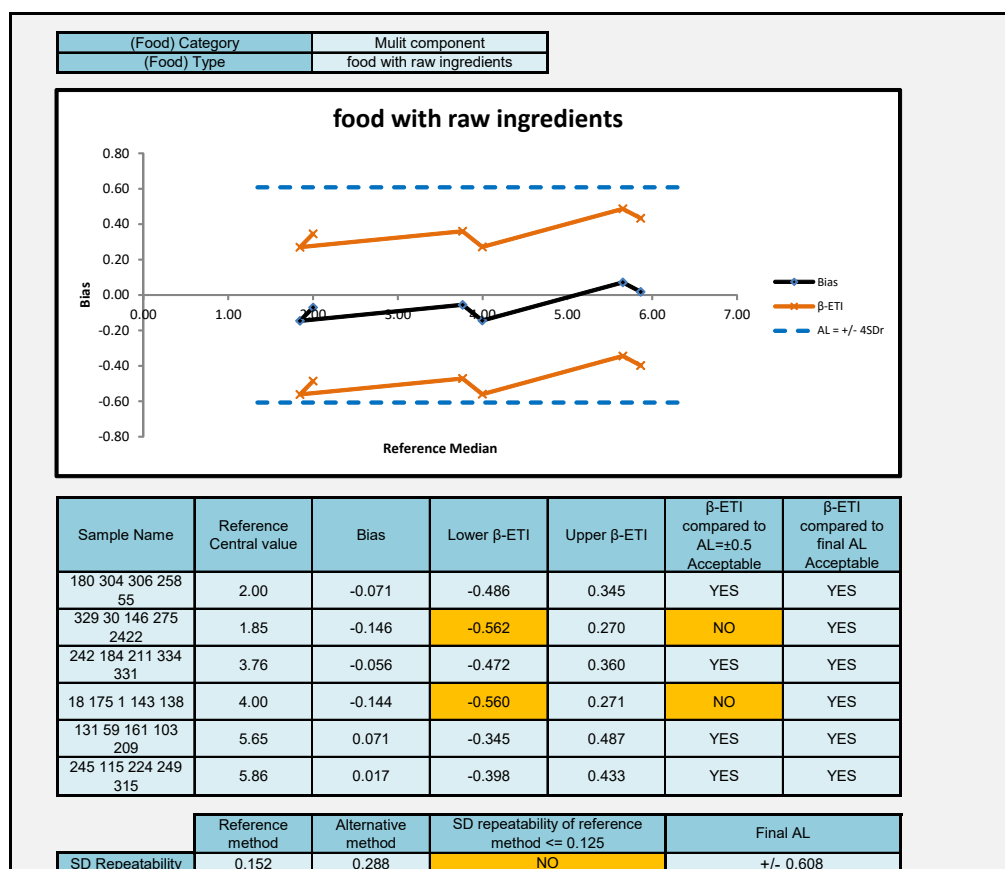 (Food) Category Mulit component
(Food) Type food with raw ingredients
food with raw ingredients
0.80
0.60
0.40
0.20
0.00
-0.20
-0.40
-0.60
-0.80
Bias
0.00 1.00 2.00 3.00 4.00 5.00 6.00 7.00
Reference Median
Bias
β-ETI
AL = +/- 4SDr
Sample Name
Reference
Central value
Bias
Lower β-ETI
Upper β-ETI
β-ETI
compared to
AL=±0.5
Acceptable
β-ETI
compared to
final AL
Acceptable
180 304 306 258
55
2.00 -0.071 -0.486 0.345 YES YES
329 30 146 275
2422
1.85 -0.146 -0.562 0.270 NO YES
242 184 211 334
331
3.76 -0.056 -0.472 0.360 YES YES
18 175 1 143 138 4.00 -0.144 -0.560 0.271 NO YES
131 59 161 103
209
5.65 0.071 -0.345 0.487 YES YES
245 115 224 249
315
5.86 0.017 -0.398 0.433 YES YES
Reference
method
Alternative
method
SD repeatability of reference
method <= 0.125
Final AL
SD Repeatability 0.152 0.288 NO +/- 0.608